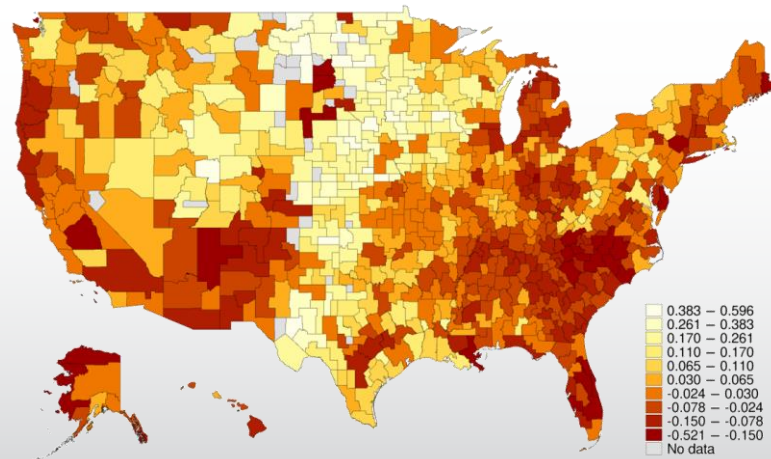 0.383 – 0.596
0.261 – 0.383
0.170 – 0.261
0.110 – 0.170
0.065 – 0.110
0.030 – 0.065
-0.024 – 0.030
-0.078 – -0.024
-0.150 – -0.078
-0.521 – -0.150
No data